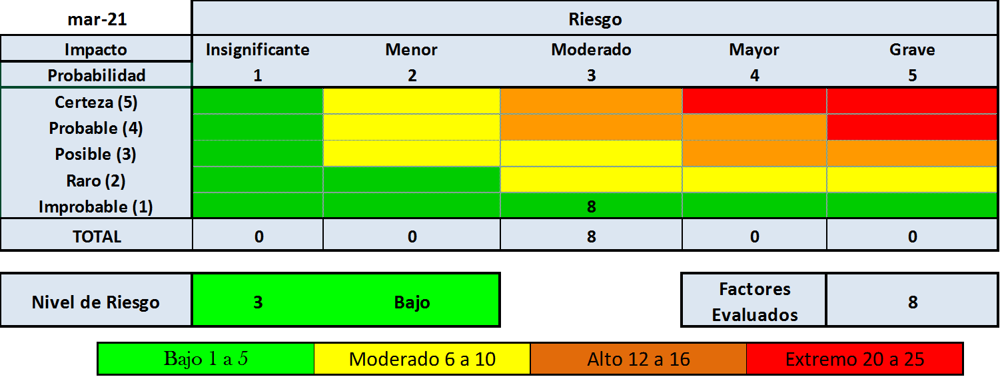 mar-21 Riesgo
Impacto Insignificante Menor Moderado Mayor Grave
Probabilidad 1 2 3 4 5
Certeza (5)
Probable (4)
Posible (3)
Raro (2)
Improbable (1) 8
TOTAL 0 0 8 0 0
Nivel de Riesgo 3 Bajo
Factores
Evaluados 8
Bajo 1 a 5 Moderado 6 a 10 Alto 12 a 16 Extremo 20 a 25